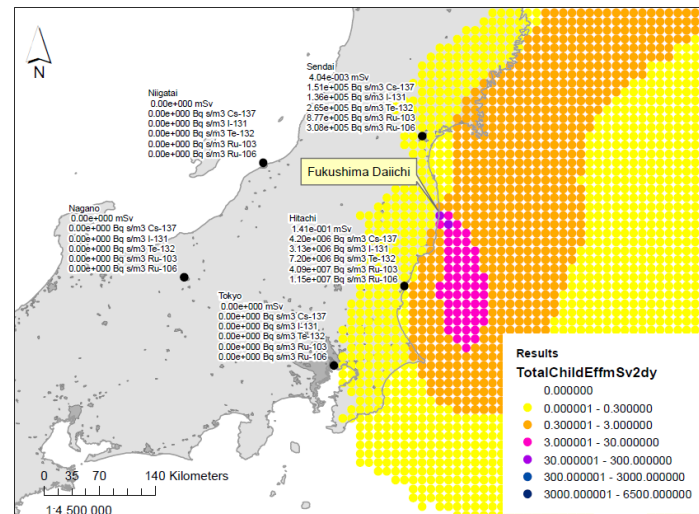 N
Niigatai
0.00e+000 mSv
0.00e+000 Bq s/m3 Cs-137
0.00e+000 Bq s/m3 I-131
0.00e+000 Bq s/m3 Te-132
0.00e+000 Bq s/m3 Ru-103
0.00e+000 Bq s/m3 Ru-106
Sendai
4.04e-003 mSv
1.51e+005 Bq s/m3 Cs-137
1.36e+005 Bq s/m3 I-131
2.65e+005 Bq s/m3 Te-132
8.77e+005 Bq s/m3 Ru-103
3.08e+005 Bq s/m3 Ru-106
Fukushima Daiichi
Nagano
0.00e+000 mSv
0.00e+000 Bq s/m3 Cs-137
0.00e+000 Bq s/m3 I-131
0.00e+000 Bq s/m3 Te-132
0.00e+000 Bq s/m3 Ru-103
0.00e+000 Bq s/m3 Ru-106
Hitachi
1.41e-001 mSv
4.20e+006 Bq s/m3 Cs-137
3.13e+006 Bq s/m3 I-131
7.20e+006 Bq s/m3 Te-132
4.09e+007 Bq s/m3 Ru-103
1.15e+007 Bq s/m3 Ru-106
Tokyo
0.00e+000 mSv
0.00e+000 Bq s/m3 Cs-137
0.00e+000 Bq s/m3 I-131
0.00e+000 Bq s/m3 Te-132
0.00e+000 Bq s/m3 Ru-103
0.00e+000 Bq s/m3 Ru-106
Results
TotalChildEffmSv2dy
0.000000
0.000001 - 0.300000
0.300001 - 3.000000
3.000001 - 30.000000
30.000001 - 300.000000
300.000001 - 3000.000000
3000.000001 - 6500.000000
0 35 70 140 Kilometers
1:4 500 000